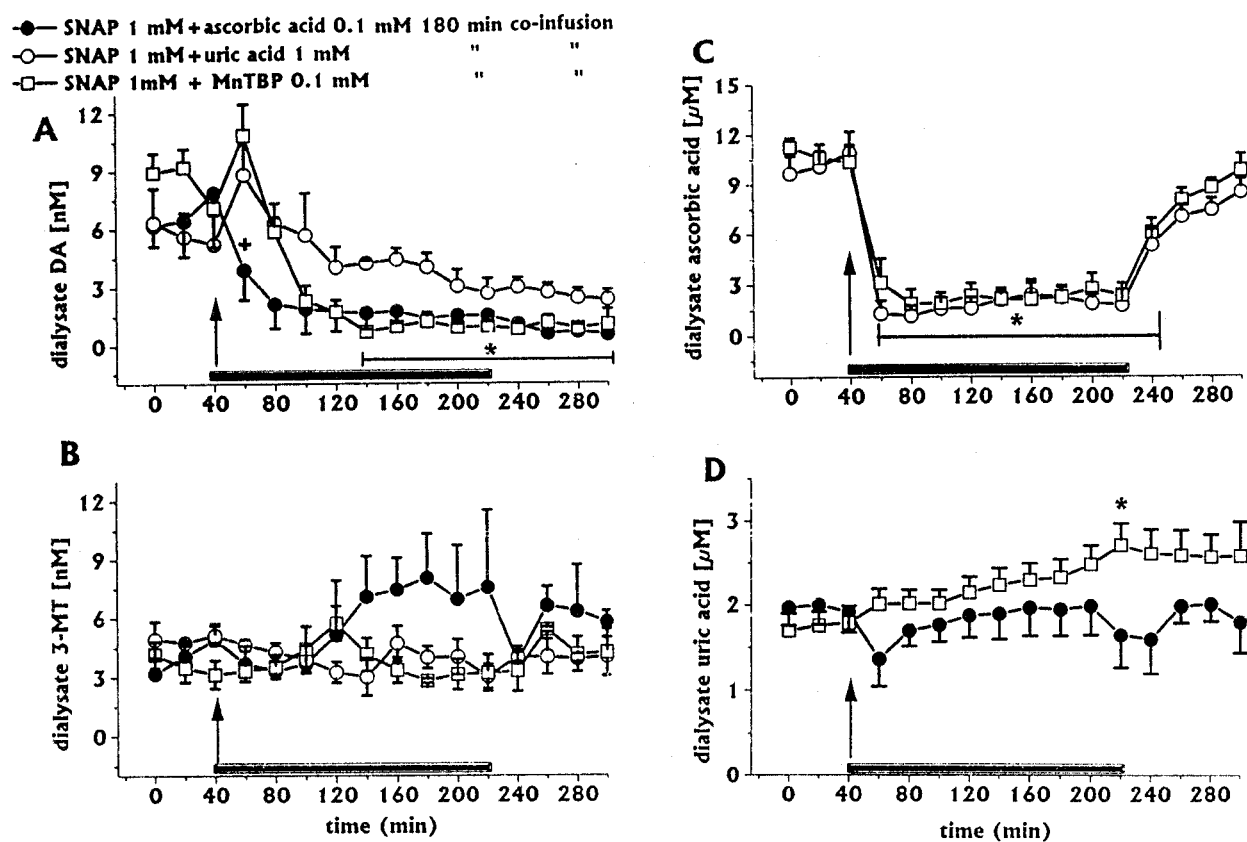 SNAP 1 mM+ascorbic acid 0.1 mM 180 min co-infusion
SNAP 1 mM+uric acid 1 mM " "
SNAP 1mM + MnTBP 0.1 mM " "
A
dialysate DA [nM]
12
9
6
3
0
+
*
0 40 80 120 160 200 240 280
B
dialysate 3-MT [nM]
12
9
6
3
0
0 40 80 120 160 200 240 280
time (min)
C
dialysate ascorbic acid [μM]
15
12
9
6
3
0
*
0 40 80 120 160 200 240 280
D
dialysate uric acid [μM]
3
2
1
0
*
0 40 80 120 160 200 240 280
time (min)